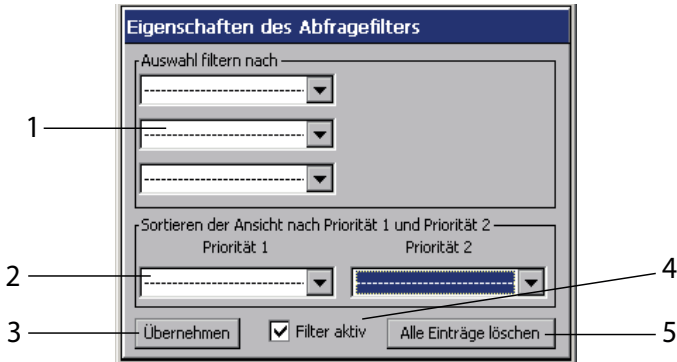 Eigenschaften des Abfragefilters
Auswahl filtern nach
--------------------------
1
--------------------------
--------------------------
Sortieren der Ansicht nach Priorität 1 und Priorität 2
Priorität 1 Priorität 2
2
-------------------------- --------------------------
4
3
Übernehmen Filter aktiv Alle Einträge löschen
5